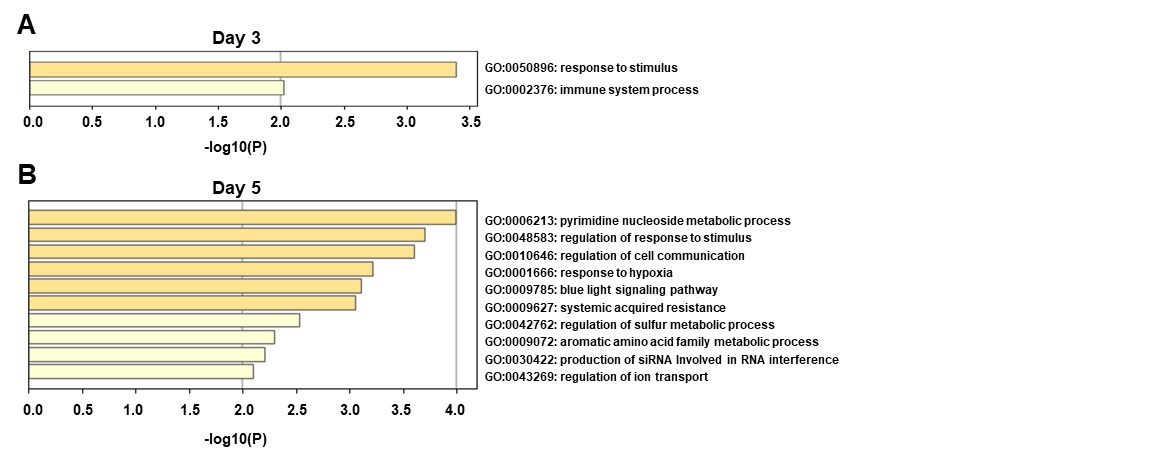 A
Day 3
GO:0050896: response to stimulus
GO:0002376: immune system process
0.0 0.5 1.0 1.5 2.0 2.5 3.0 3.5
-log10(P)
B
Day 5
GO:0006213: pyrimidine nucleoside metabolic process
GO:0048583: regulation of response to stimulus
GO:0010646: regulation of cell communication
GO:0001666: response to hypoxia
GO:0009785: blue light signaling pathway
GO:0009627: systemic acquired resistance
GO:0042762: regulation of sulfur metabolic process
GO:0009072: aromatic amino acid family metabolic process
GO:0030422: production of siRNA Involved in RNA interference
GO:0043269: regulation of ion transport
0.0 0.5 1.0 1.5 2.0 2.5 3.0 3.5 4.0
-log10(P)